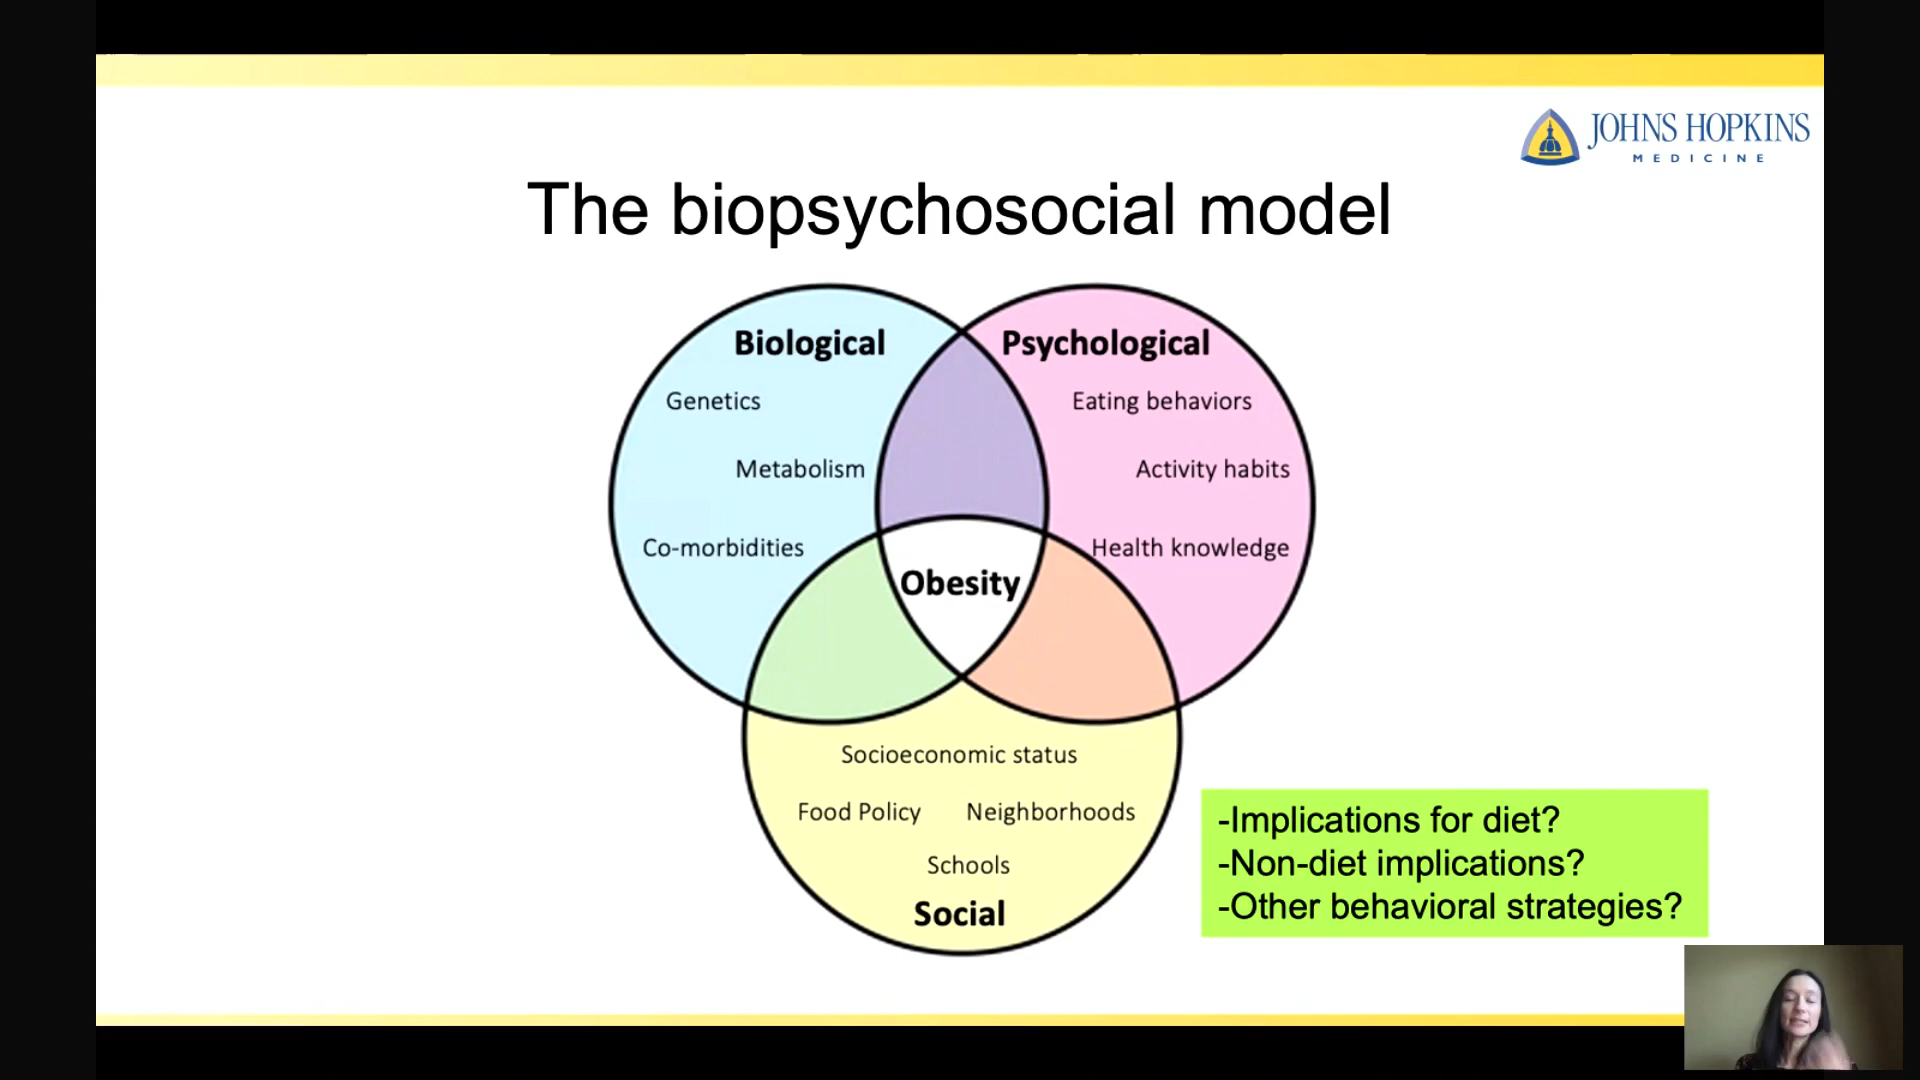 JOHNS HOPKINS
MEDICINE
The biopsychosocial model
Biological
Psychological
Genetics
Eating behaviors
Metabolism
Activity habits
Co-morbidities
Health knowledge
Obesity
Socioeconomic status
Food Policy
Neighborhoods
Schools
Social
-Implications for diet?
-Non-diet implications?
-Other behavioral strategies?